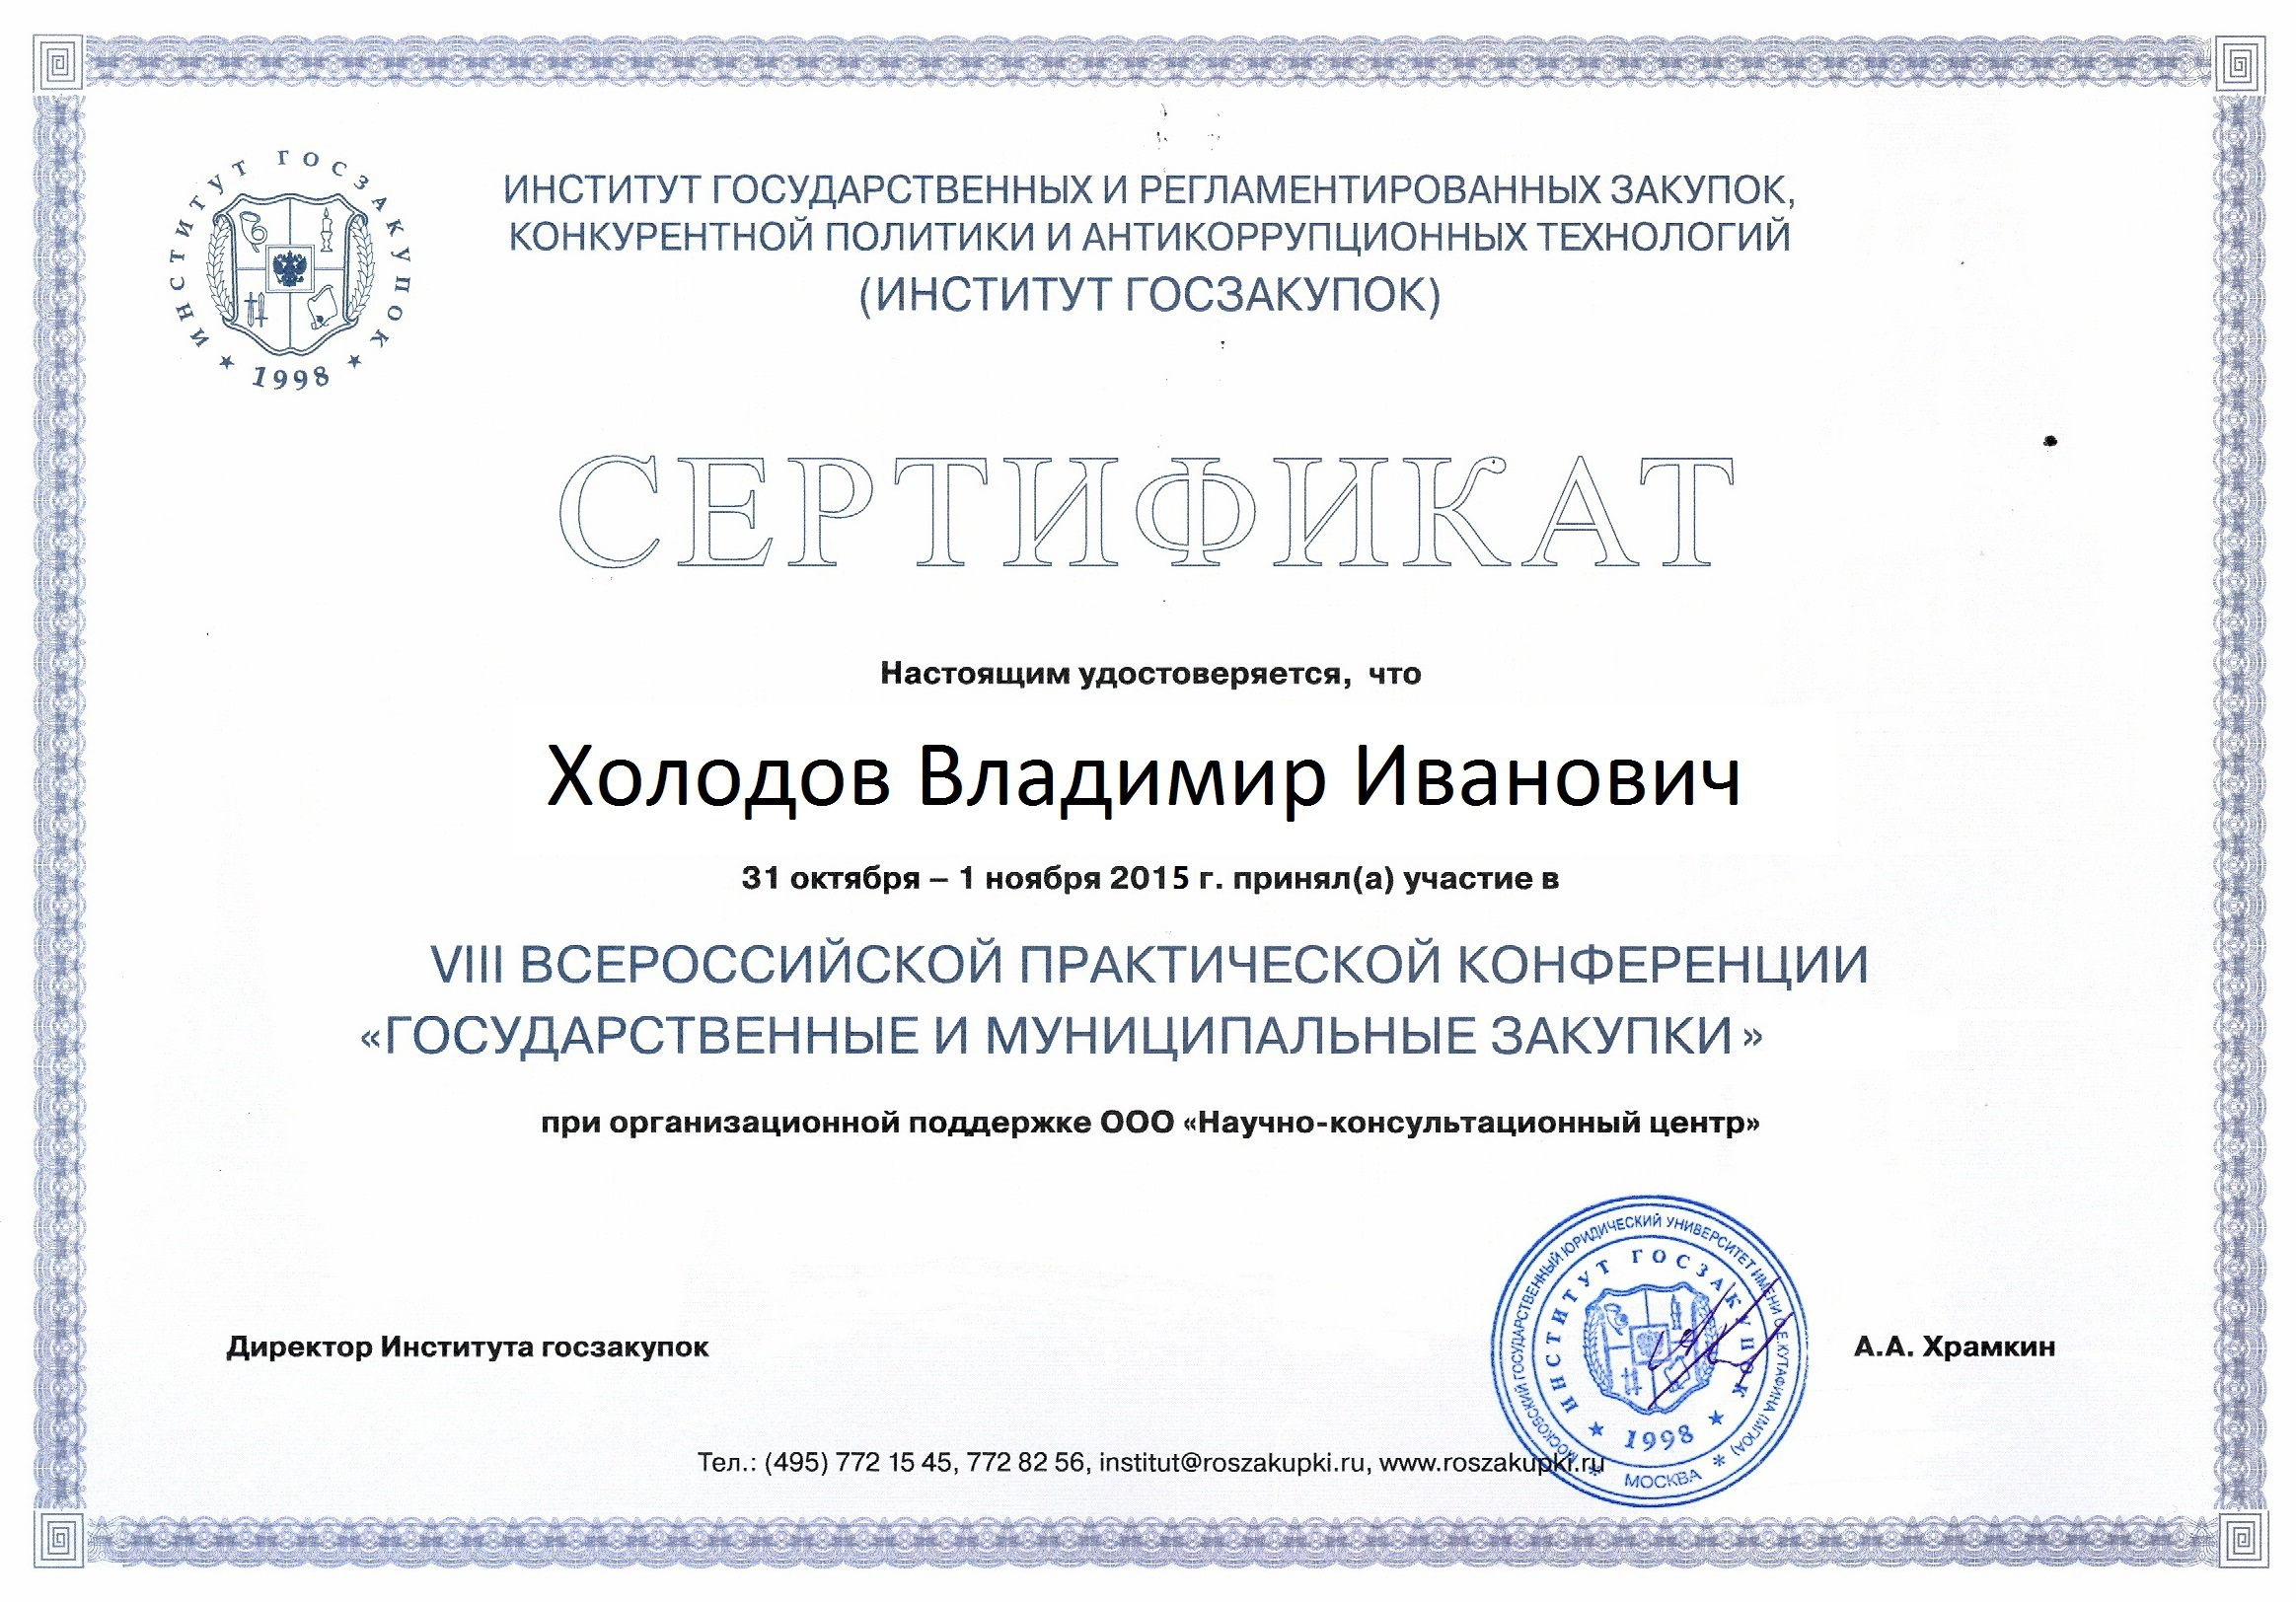 ИНСТИТУТ ГОСЗАКУПОК
1998
ИНСТИТУТ ГОСУДАРСТВЕННЫХ И РЕГЛАМЕНТИРОВАННЫХ ЗАКУПОК,
КОНКУРЕНТНОЙ ПОЛИТИКИ И АНТИКОРРУПЦИОННЫХ ТЕХНОЛОГИЙ
(ИНСТИТУТ ГОСЗАКУПОК)
СЕРТИФИКАТ
Настоящим удостоверяется, что
Холодов Владимир Иванович
31 октября – 1 ноября 2015 г. принял(а) участие в
VIII ВСЕРОССИЙСКОЙ ПРАКТИЧЕСКОЙ КОНФЕРЕНЦИИ
«ГОСУДАРСТВЕННЫЕ И МУНИЦИПАЛЬНЫЕ ЗАКУПКИ»
при организационной поддержке ООО «Научно-консультационный центр»
Директор Института госзакупок
МОСКОВСКИЙ ГОСУДАРСТВЕННЫЙ ЮРИДИЧЕСКИЙ УНИВЕРСИТЕТ ИМЕНИ О.Е.КУТАФИНА (МГЮА)
МОСКВА
ИНСТИТУТ ГОСЗАКУПОК
1998
А.А. Храмкин
Тел.: (495) 772 15 45, 772 82 56, institut@roszakupki.ru, www.roszakupki.ru